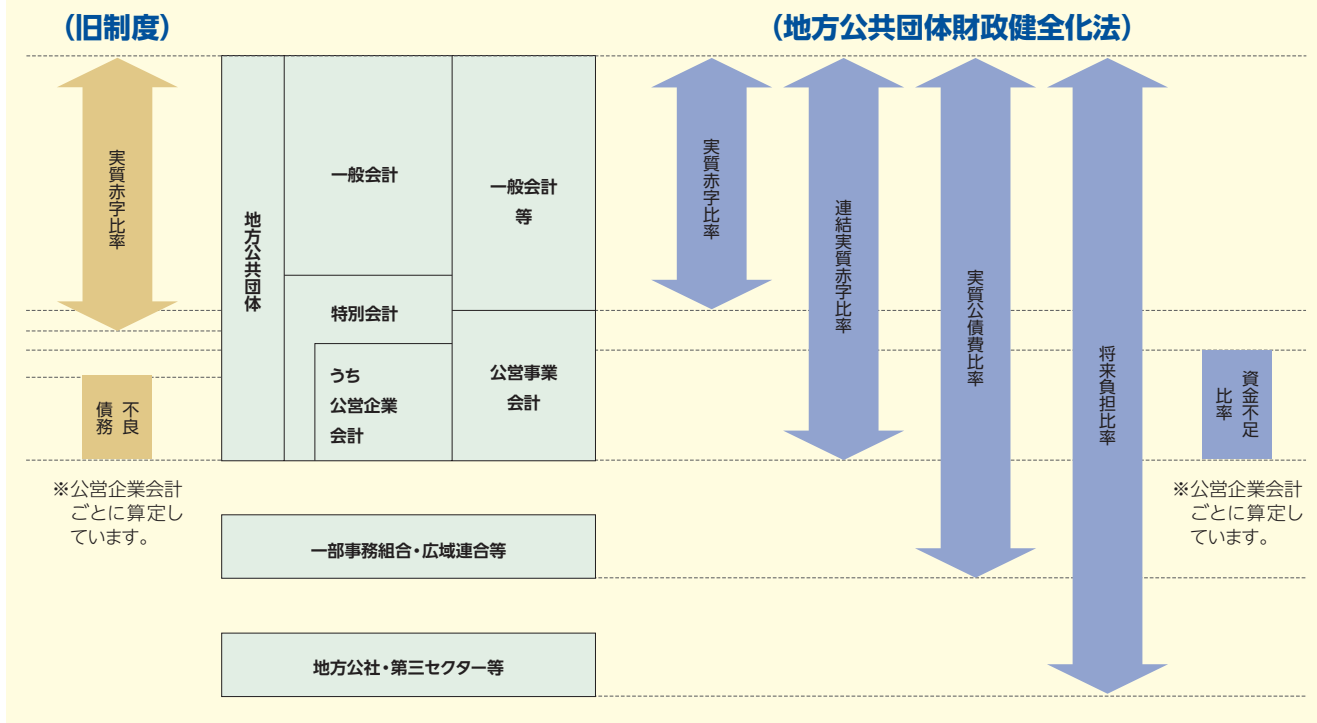 （旧制度）
（地方公共団体財政健全化法）
実質赤字比率
不良
債務
※公営企業会計
ごとに算定し
ています。
地方公共団体
一般会計
特別会計
うち
公営企業
会計
一般会計
等
公営事業
会計
一部事務組合・広域連合等
地方公社・第三セクター等
実質赤字比率
連結実質赤字比率
実質公債費比率
将来負担比率
資金不足
比率
※公営企業会計
ごとに算定し
ています。